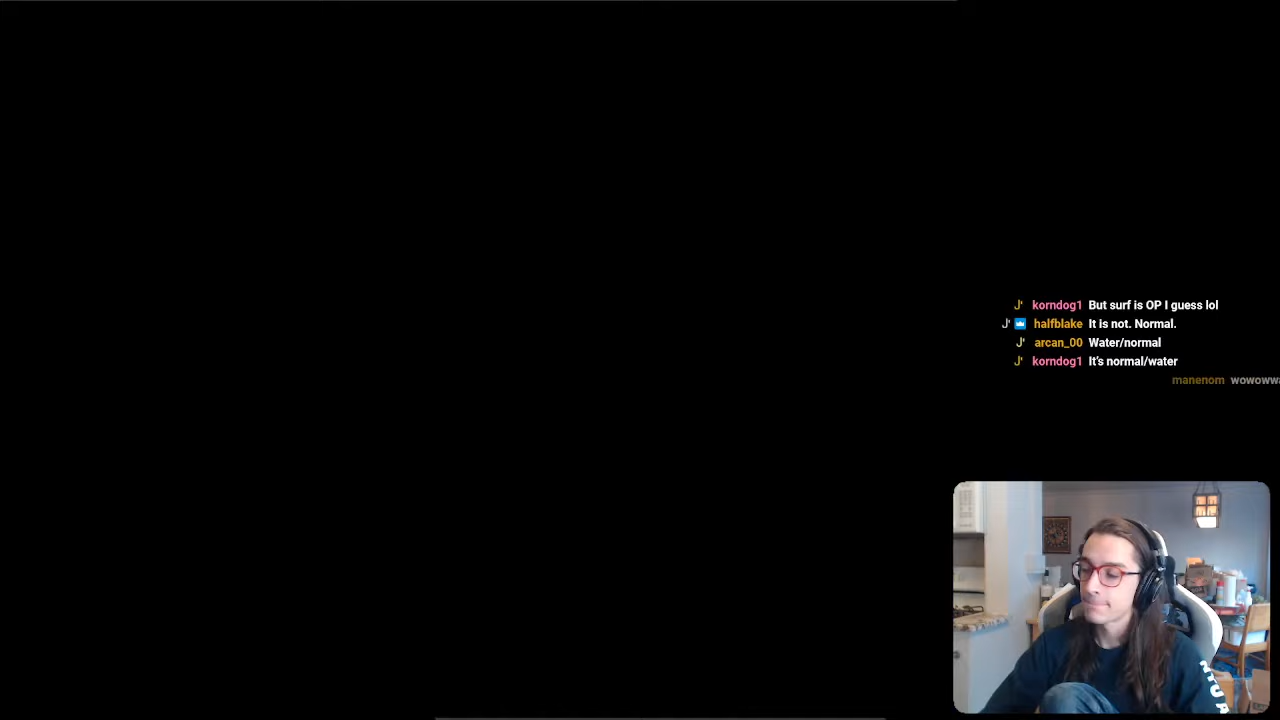 korndog1 But surf is OP I guess lol
halfblake It is not. Normal.
arcan_00 Water/normal
korndog1 It's normal/water
manenom